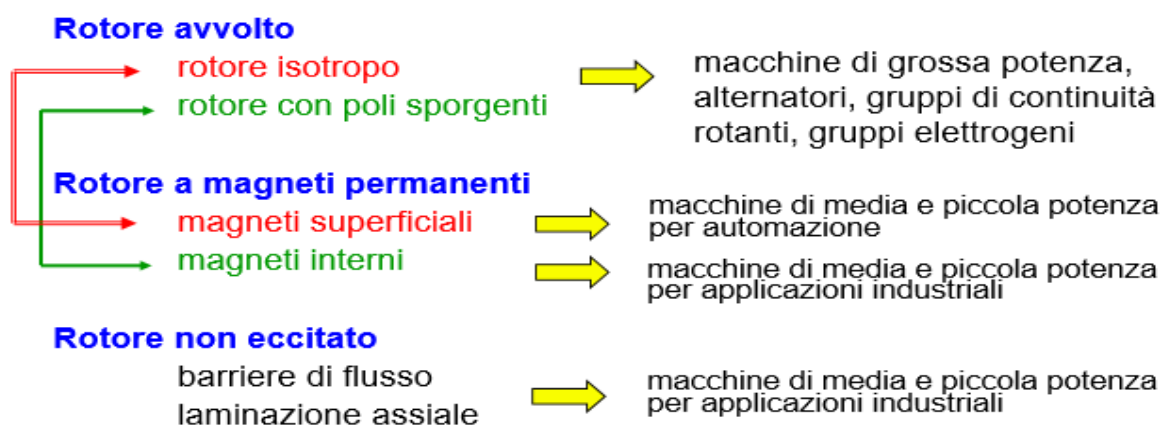 Rotore avvolto
rotore isotropo
rotore con poli sporgenti
macchine di grossa potenza,
alternatori, gruppi di continuità
rotanti, gruppi elettrogeni
Rotore a magneti permanenti
magneti superficiali
macchine di media e piccola potenza
per automazione
magneti interni
macchine di media e piccola potenza
per applicazioni industriali
Rotore non eccitato
barriere di flusso
laminazione assiale
macchine di media e piccola potenza
per applicazioni industriali